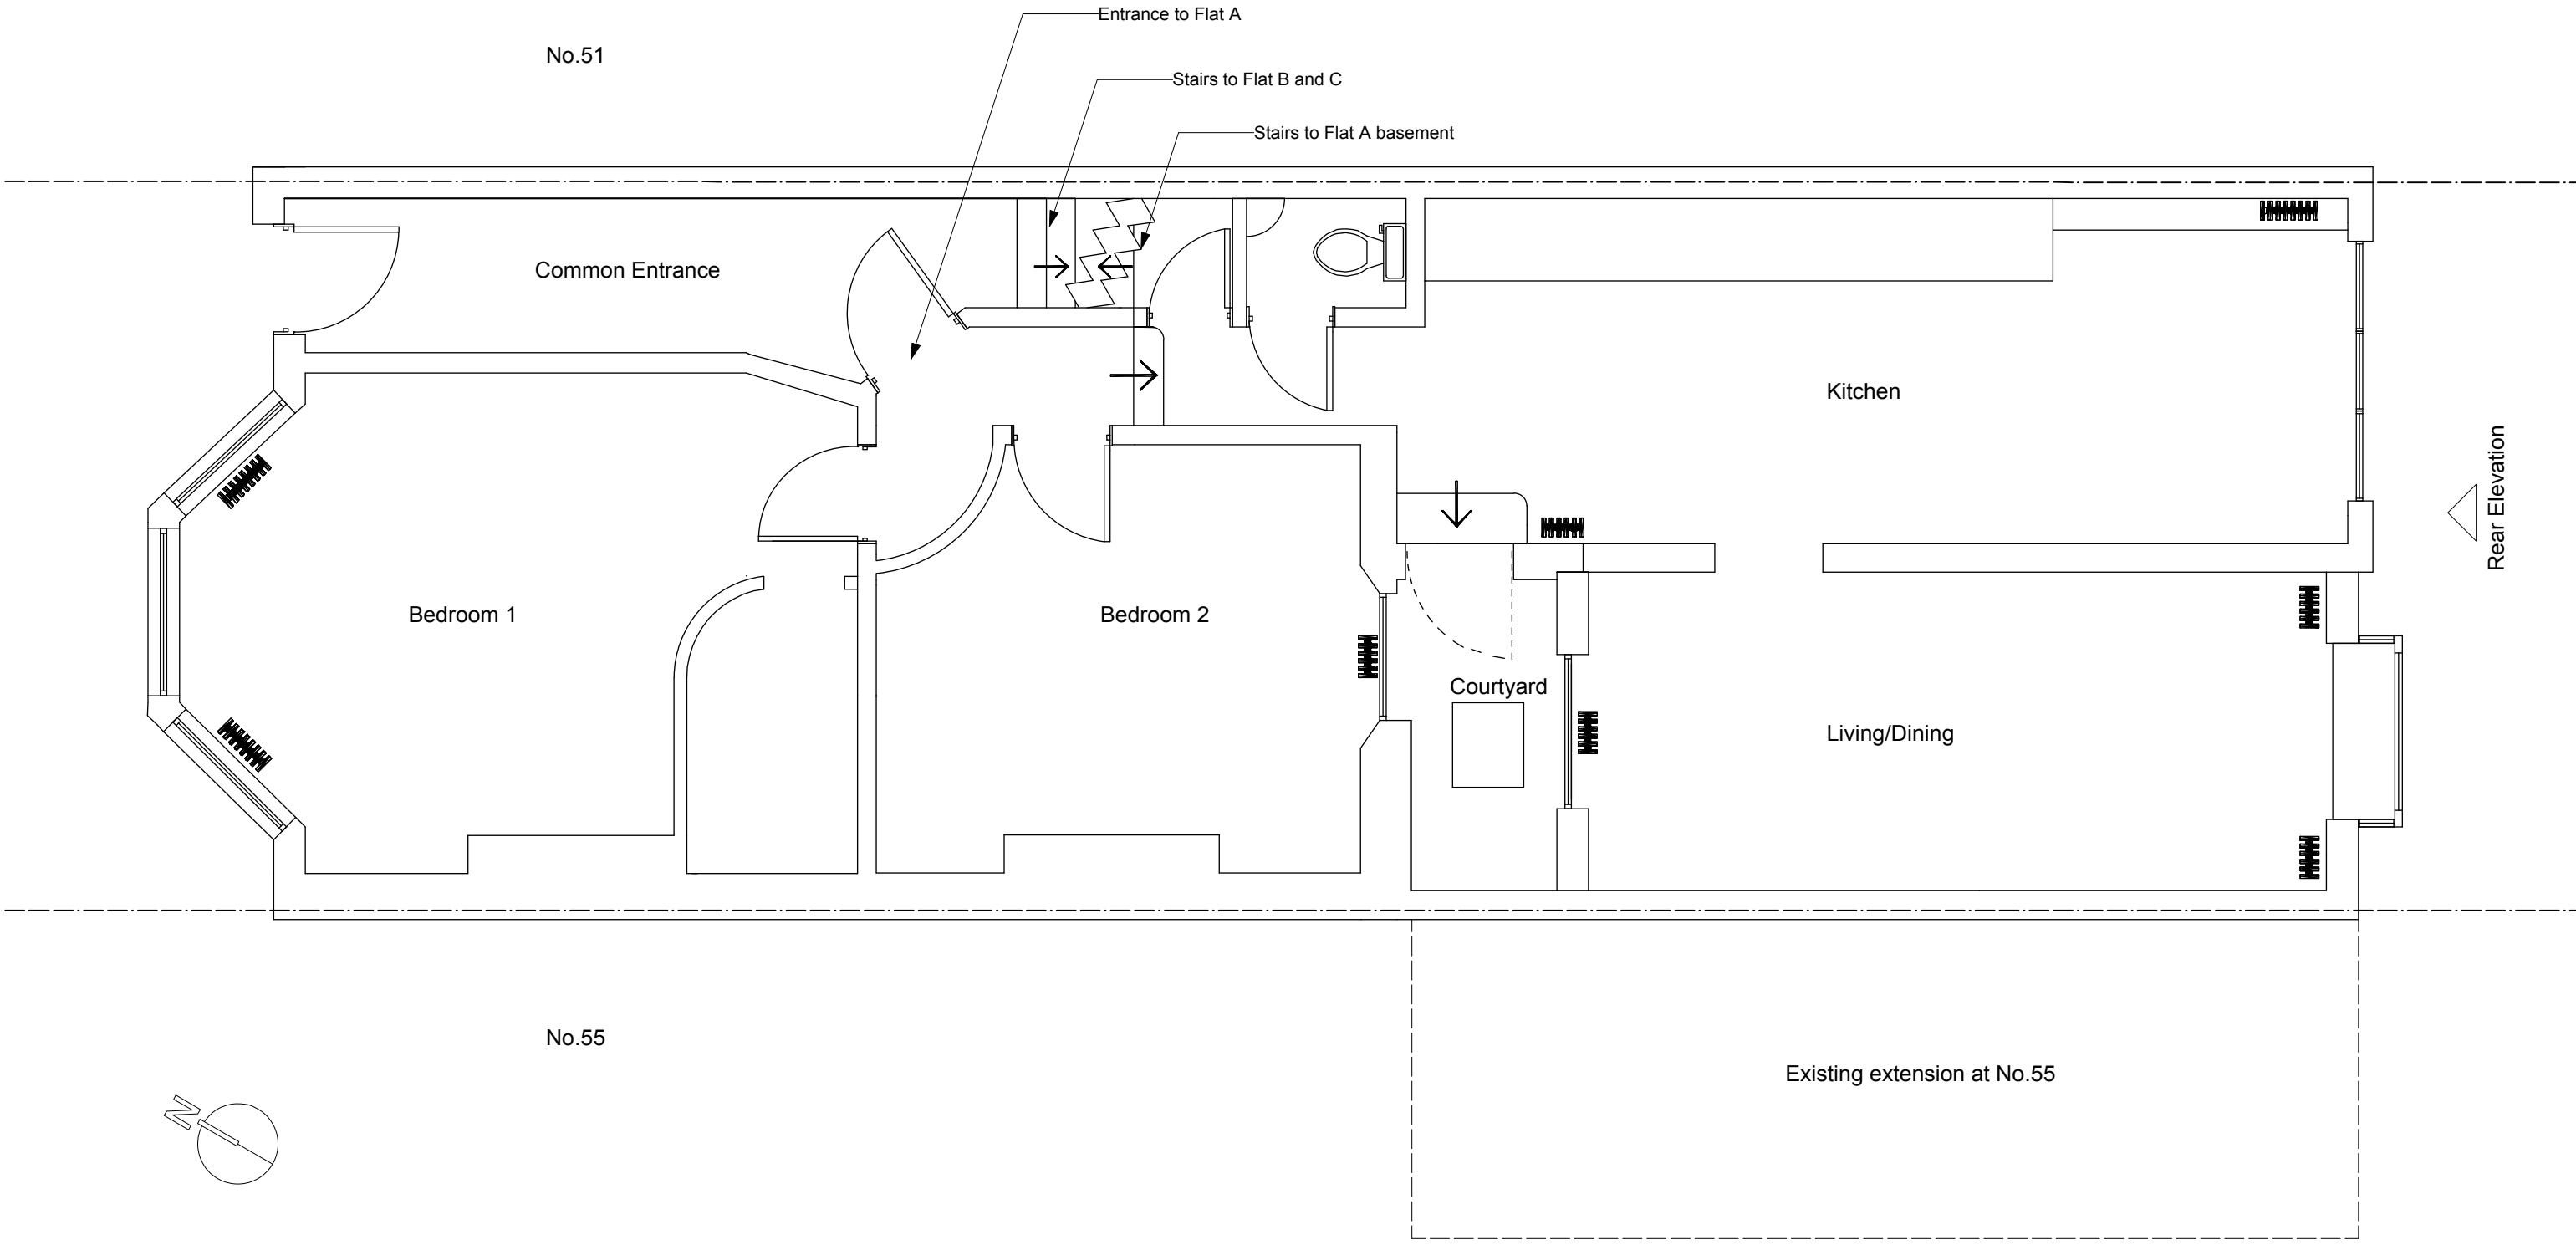 Entrance to Flat A
No.51
Stairs to Flat B and C
Stairs to Flat A basement
Common Entrance
Kitchen
Rear Elevation
Bedroom 1
Bedroom 2
Courtyard
Living/Dining
No.55
Existing extension at No.55
N